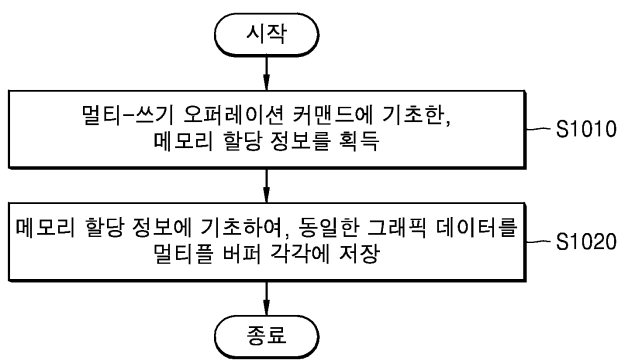 시작
멀티-쓰기 오퍼레이션 커맨드에 기초한,
메모리 할당 정보를 획득
S1010
메모리 할당 정보에 기초하여, 동일한 그래픽 데이터를
멀티플 버퍼 각각에 저장
S1020
종료